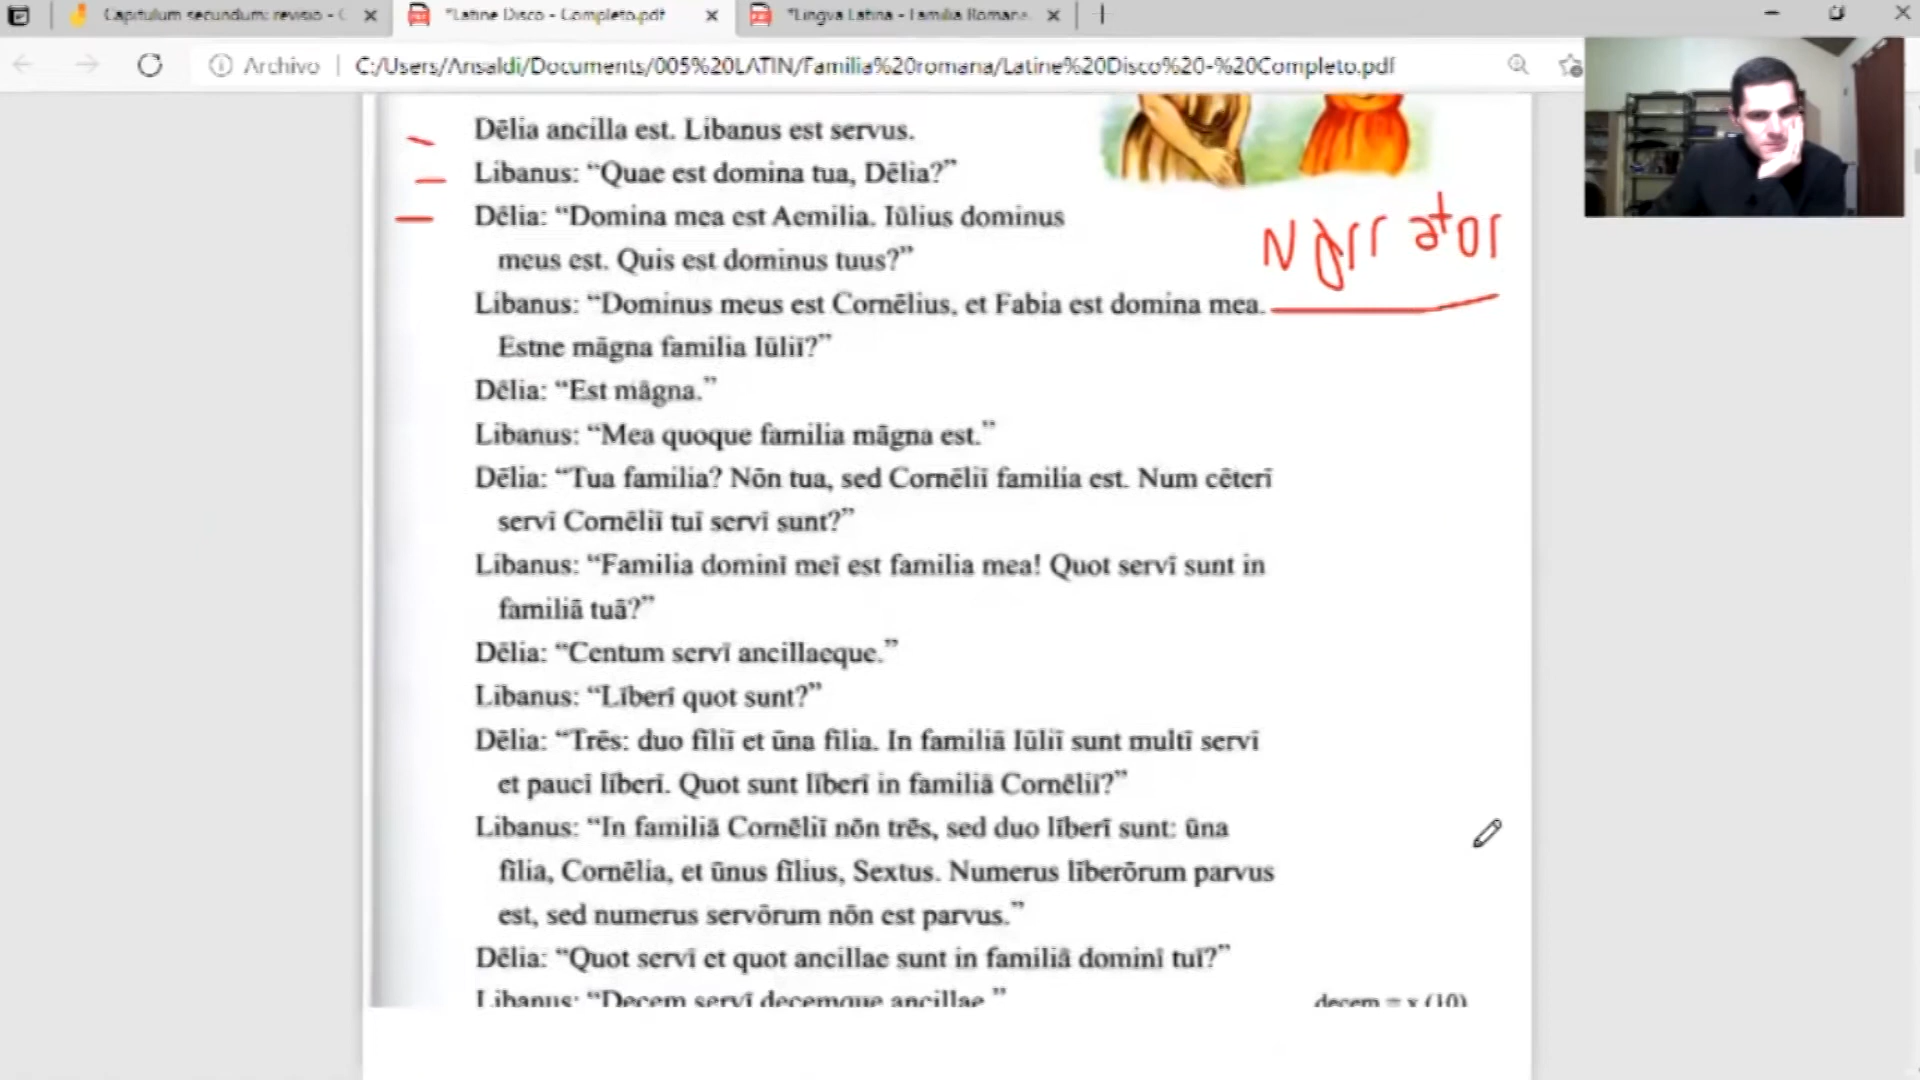 Capitulum secundum: revisio - C
*Latine Disco - Completo.pdf
*Lingva Latina - Familia Romana.
Archivo | C:/Users/Ansaldi/Documents/005%20LATIN/Familia%20romana/Latine%20Disco%20-%20Completo.pdf
Dēlia ancilla est. Libanus est servus.
Libanus: “Quae est domina tua, Dēlia?”
Dēlia: “Domina mea est Aemilia. Iūlius dominus
meus est. Quis est dominus tuus?”
Narrator
Libanus: “Dominus meus est Cornēlius, et Fabia est domina mea.
Estne māgna familia Iūliī?”
Dēlia: “Est māgna.”
Libanus: “Mea quoque familia māgna est.”
Dēlia: “Tua familia? Nōn tua, sed Cornēliī familia est. Num cēterī
servī Cornēliī tuī servī sunt?”
Libanus: “Familia dominī meī est familia mea! Quot servī sunt in
familiā tuā?”
Dēlia: “Centum servī ancillaeque.”
Libanus: “Līberī quot sunt?”
Dēlia: “Trēs: duo fīliī et ūna fīlia. In familiā Iūliī sunt multī servī
et paucī līberī. Quot sunt līberī in familiā Cornēliī?”
Libanus: “In familiā Cornēliī nōn trēs, sed duo līberī sunt: ūna
fīlia, Cornēlia, et ūnus fīlius, Sextus. Numerus līberōrum parvus
est, sed numerus servōrum nōn est parvus.”
Dēlia: “Quot servī et quot ancillae sunt in familiā dominī tuī?”
Libanus: “Decem servī decemque ancillae.”
decem = x (10)